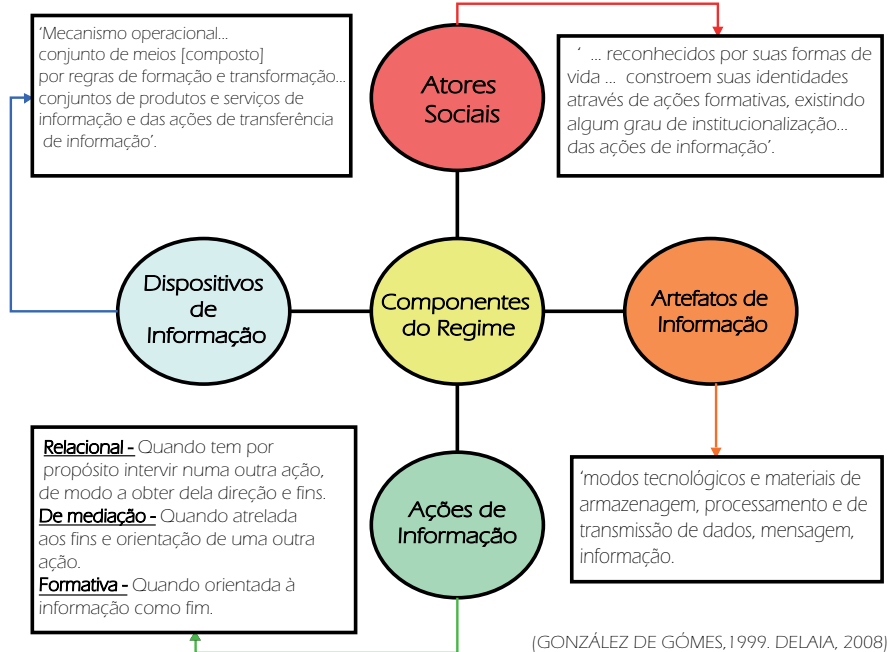 ‘Mecanismo operacional...
conjunto de meios [composto]
por regras de formação e transformação...
conjuntos de produtos e serviços de
informação e das ações de transferência
de informação’.
Atores
Sociais
‘ ... reconhecidos por suas formas de
vida ... constroem suas identidades
através de ações formativas, existindo
algum grau de institucionalização...
das ações de informação’.
Dispositivos
de
Informação
Componentes
do Regime
Artefatos de
Informação
Relacional - Quando tem por
propósito intervir numa outra ação,
de modo a obter dela direção e fins.
De mediação - Quando atrelada
aos fins e orientação de uma outra
ação.
Formativa - Quando orientada à
informação como fim.
Ações de
Informação
‘modos tecnológicos e materiais de
armazenagem, processamento e de
transmissão de dados, mensagem,
informação.
(GONZÁLEZ DE GÓMES,1999. DELAIA, 2008)